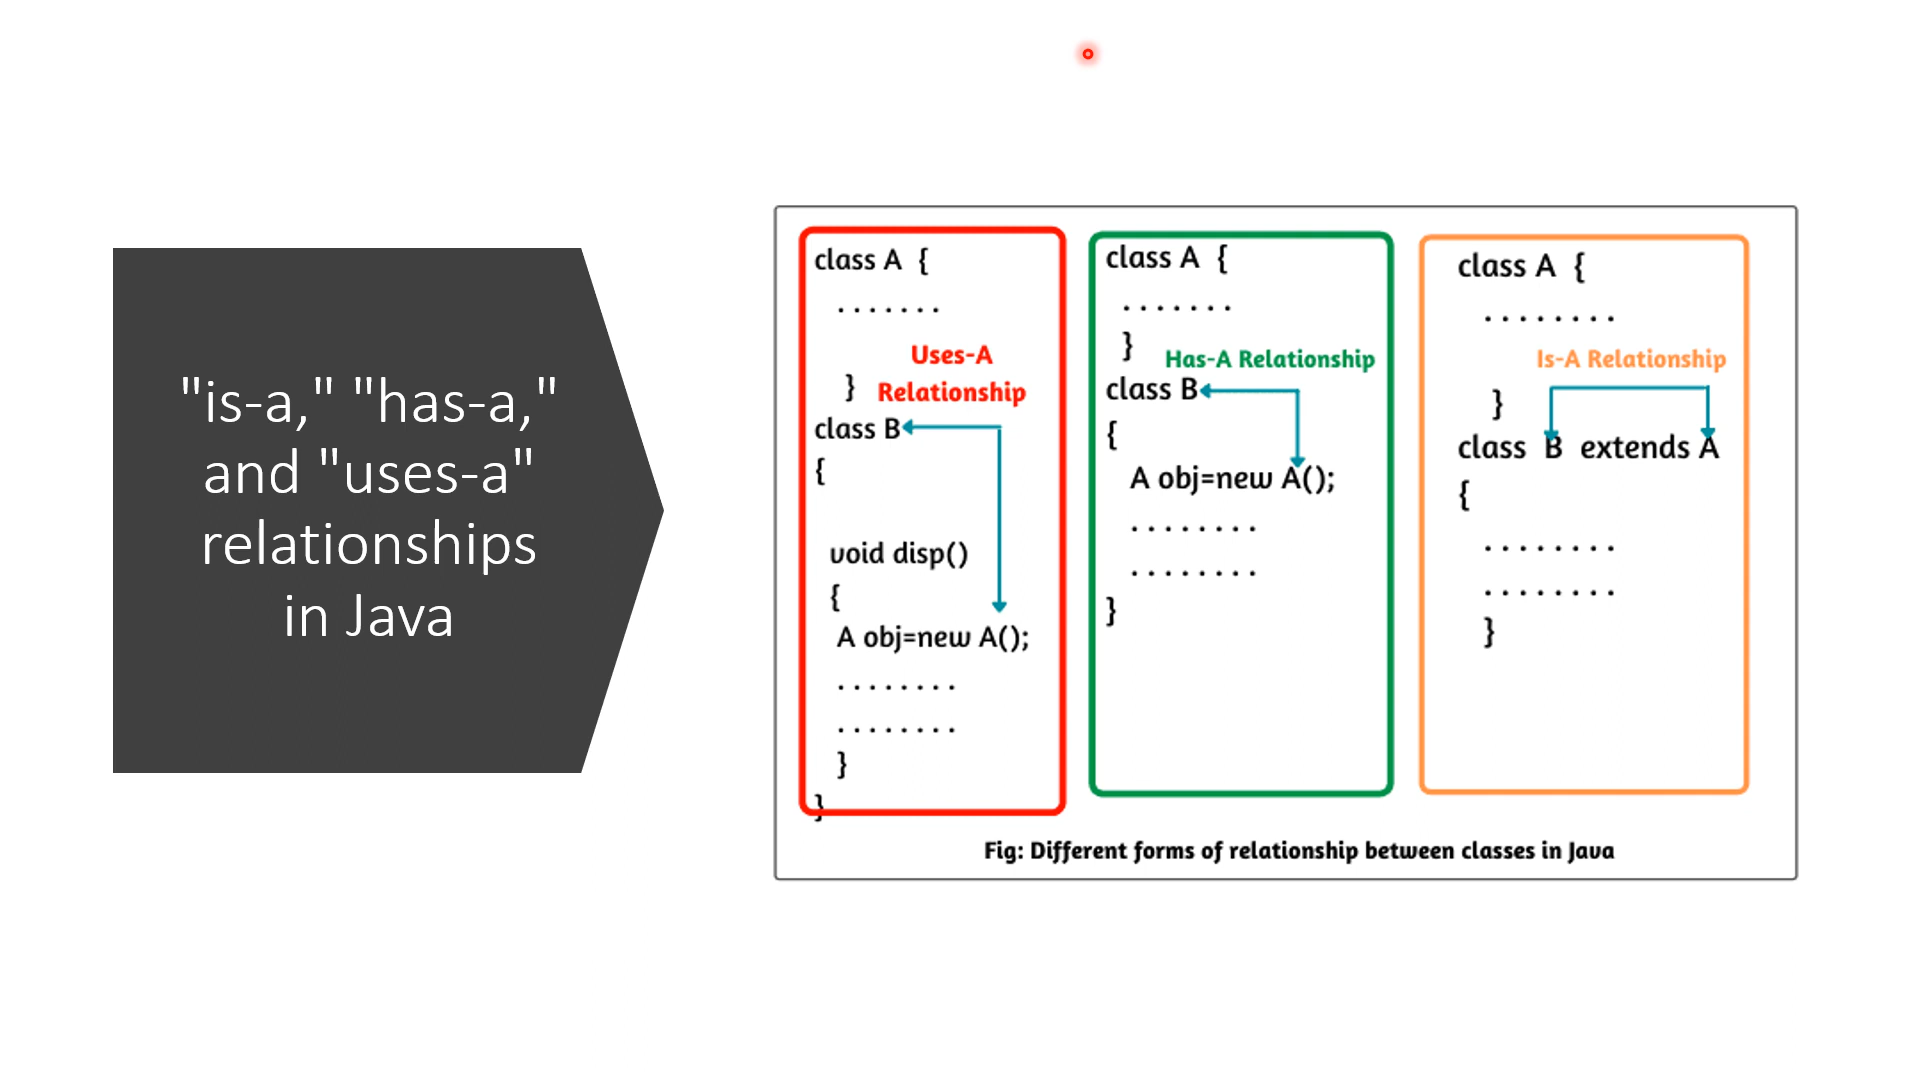 "is-a," "has-a,"
and "uses-a"
relationships
in Java
class A {
.......
Uses-A
} Relationship
class B
{
void disp()
{
A obj=new A();
........
........
}
}
class A {
.......
}
Has-A Relationship
class B
{
A obj=new A();
........
........
}
class A {
........
Is-A Relationship
}
class B extends A
{
........
........
}
Fig: Different forms of relationship between classes in Java